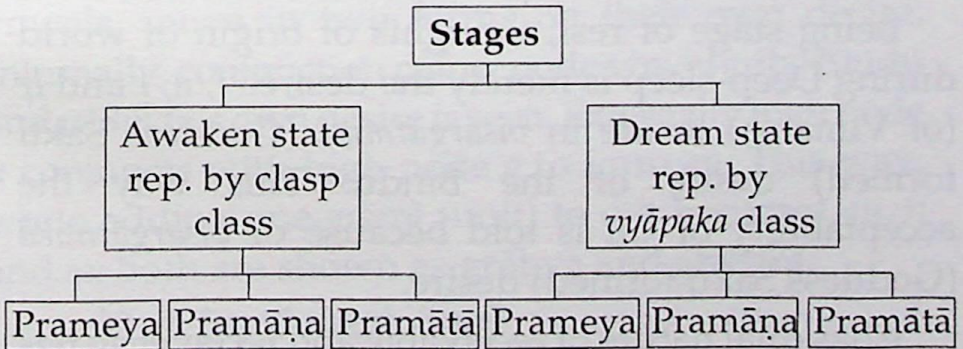 Stages
Awaken state
rep. by clasp
class
Dream state
rep. by
vyāpaka class
Prameya Pramāṇa Pramātā Prameya Pramāṇa Pramātā